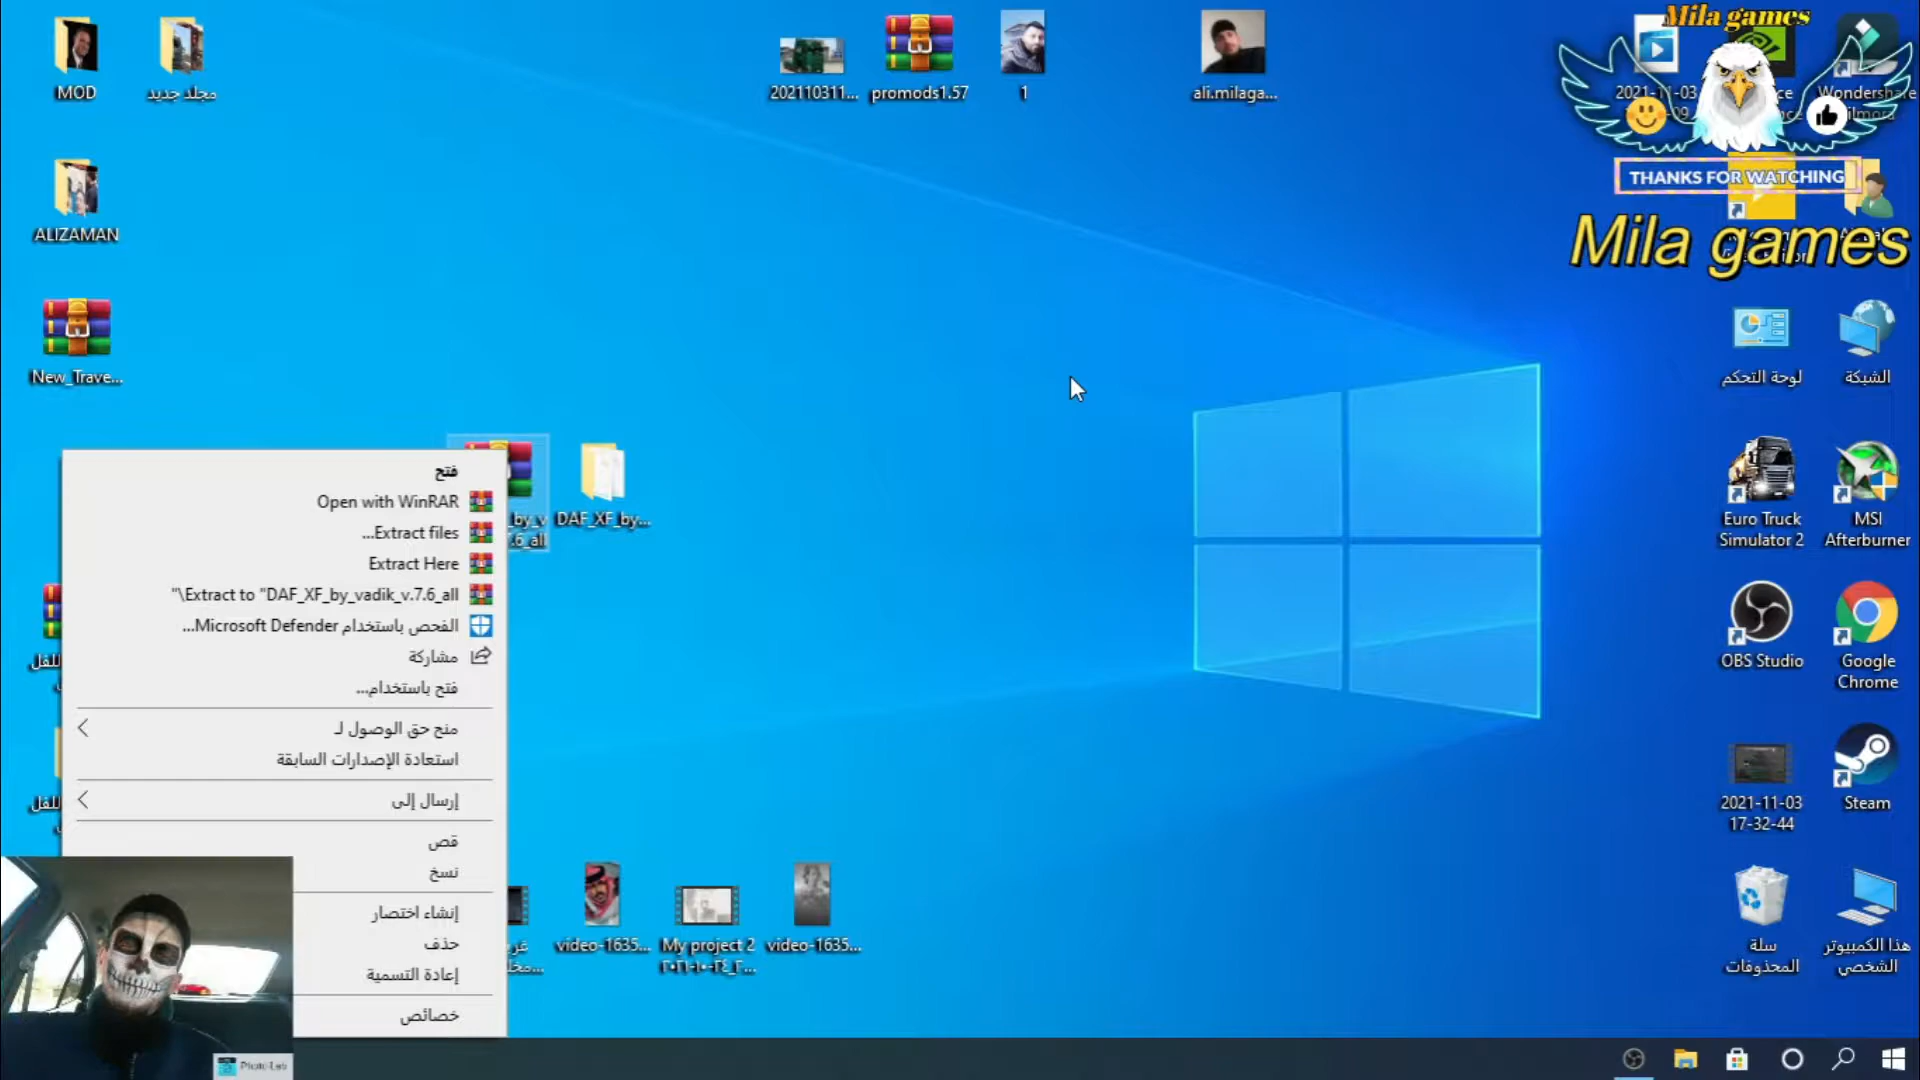 MOD
مجلد جديد
202110311...
promods1.57
1
ali.milaga...
Mila games
2021-11-03
Wondershare
THANKS FOR WATCHING
Mila games
ALIZAMAN
New_Trave...
لوحة التحكم
الشبكة
Euro Truck
Simulator 2
MSI
Afterburner
DAF_XF_by...
فتح
Open with WinRAR
Extract files...
Extract Here
Extract to "DAF_XF_by_vadik_v.7.6_all\"
الفحص باستخدام Microsoft Defender...
مشاركة
فتح باستخدام...
منح حق الوصول لـ
استعادة الإصدارات السابقة
إرسال إلى
قص
نسخ
إنشاء اختصار
حذف
إعادة التسمية
خصائص
OBS Studio
Google
Chrome
2021-11-03
17-32-44
Steam
video-1635...
My project 2
video-1635...
سلة
المحذوفات
هذا الكمبيوتر
الشخصي
Photo Lab